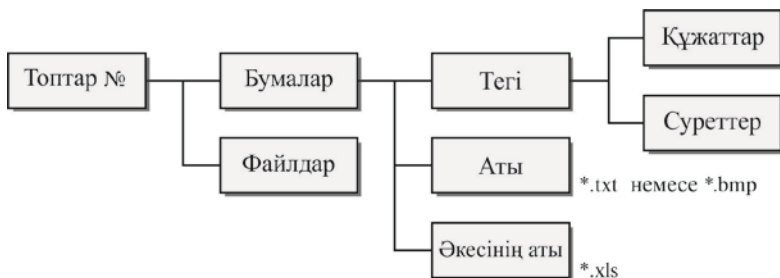 Құжаттар
Топтар №
Бумалар
Тегі
Суреттер
Файлдар
Аты
*.txt немесе *.bmp
Әкесінің аты
*.xls